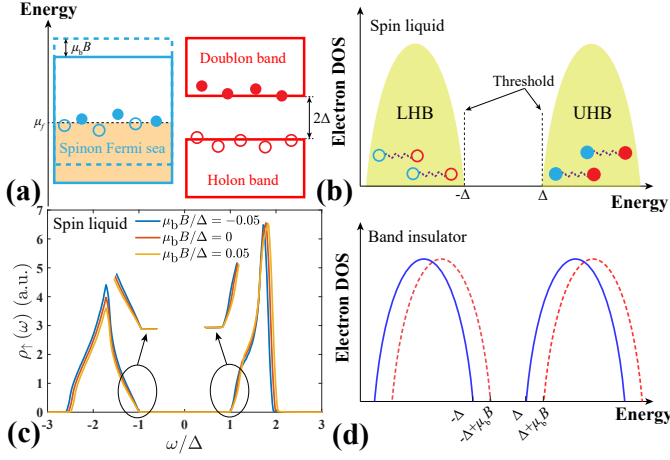 Energy
μ_b B
Doublon band
μ_f
2Δ
Spinon Fermi sea
Holon band
(a)
Electron DOS
Spin liquid
Threshold
LHB
UHB
-Δ
Δ
Energy
(b)
ρ↑(ω) (a.u.)
7
6
5
4
3
2
1
0
Spin liquid
μ_b B/Δ = −0.05
μ_b B/Δ = 0
μ_b B/Δ = 0.05
-3 -2 -1 0 1 2 3
ω/Δ
(c)
Electron DOS
Band insulator
-Δ
-Δ+μ_b B
Δ
Δ+μ_b B
Energy
(d)